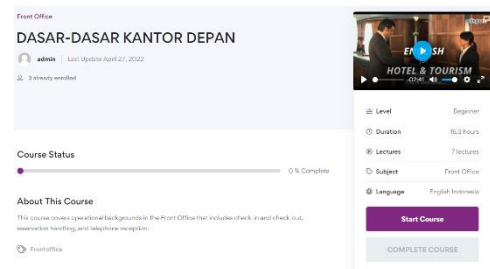 Front Office
DASAR-DASAR KANTOR DEPAN
admin | Last Update April 27, 2022
3 already enrolled
Course Status
0% Complete
About This Course
This course covers operational backgrounds in the Front Office that includes check in and check out,
reservation handling, and telephone reception.
Frontoffice
HOTEL & TOURISM
-02:41
Level Beginner
Duration 16.3 hours
Lectures 7 lectures
Subject Front Office
Language English Indonesia
Start Course
COMPLETE COURSE